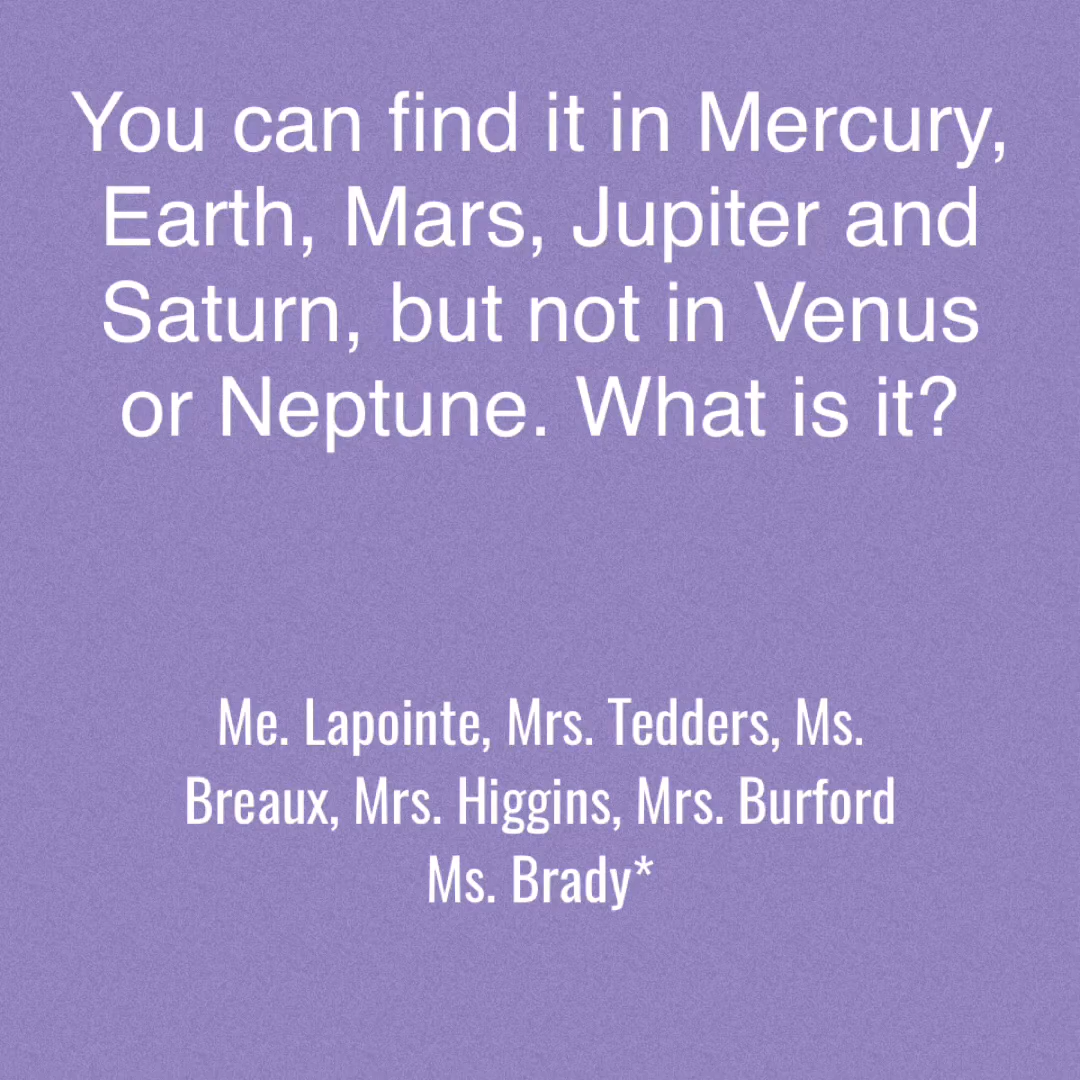 You can find it in Mercury,
Earth, Mars, Jupiter and
Saturn, but not in Venus
or Neptune. What is it?
Me. Lapointe, Mrs. Tedders, Ms.
Breaux, Mrs. Higgins, Mrs. Burford
Ms. Brady*